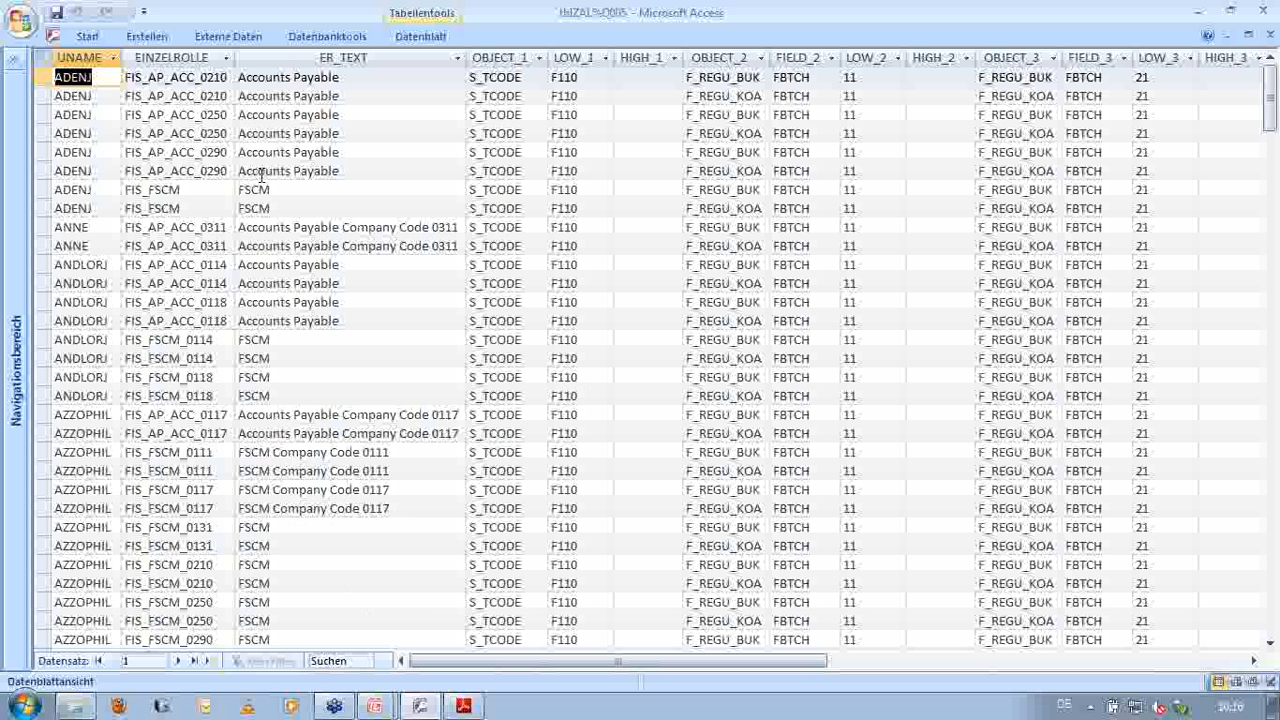 Tabellentools
tblZAL%0005 - Microsoft Access
Start Erstellen Externe Daten Datenbanktools Datenblatt
UNAME EINZELROLLE ER_TEXT OBJECT_1 LOW_1 HIGH_1 OBJECT_2 FIELD_2 LOW_2 HIGH_2 OBJECT_3 FIELD_3 LOW_3 HIGH_3
ADENJ FIS_AP_ACC_0210 Accounts Payable S_TCODE F110 F_REGU_BUK FBTCH 11 F_REGU_BUK FBTCH 21
ADENJ FIS_AP_ACC_0210 Accounts Payable S_TCODE F110 F_REGU_KOA FBTCH 11 F_REGU_KOA FBTCH 21
ADENJ FIS_AP_ACC_0250 Accounts Payable S_TCODE F110 F_REGU_BUK FBTCH 11 F_REGU_BUK FBTCH 21
ADENJ FIS_AP_ACC_0250 Accounts Payable S_TCODE F110 F_REGU_KOA FBTCH 11 F_REGU_KOA FBTCH 21
ADENJ FIS_AP_ACC_0290 Accounts Payable S_TCODE F110 F_REGU_BUK FBTCH 11 F_REGU_BUK FBTCH 21
ADENJ FIS_AP_ACC_0290 Accounts Payable S_TCODE F110 F_REGU_KOA FBTCH 11 F_REGU_KOA FBTCH 21
ADENJ FIS_FSCM FSCM S_TCODE F110 F_REGU_BUK FBTCH 11 F_REGU_BUK FBTCH 21
ADENJ FIS_FSCM FSCM S_TCODE F110 F_REGU_KOA FBTCH 11 F_REGU_KOA FBTCH 21
ANNE FIS_AP_ACC_0311 Accounts Payable Company Code 0311 S_TCODE F110 F_REGU_BUK FBTCH 11 F_REGU_BUK FBTCH 21
ANNE FIS_AP_ACC_0311 Accounts Payable Company Code 0311 S_TCODE F110 F_REGU_KOA FBTCH 11 F_REGU_KOA FBTCH 21
ANDLORJ FIS_AP_ACC_0114 Accounts Payable S_TCODE F110 F_REGU_BUK FBTCH 11 F_REGU_BUK FBTCH 21
ANDLORJ FIS_AP_ACC_0114 Accounts Payable S_TCODE F110 F_REGU_KOA FBTCH 11 F_REGU_KOA FBTCH 21
ANDLORJ FIS_AP_ACC_0118 Accounts Payable S_TCODE F110 F_REGU_BUK FBTCH 11 F_REGU_BUK FBTCH 21
ANDLORJ FIS_AP_ACC_0118 Accounts Payable S_TCODE F110 F_REGU_KOA FBTCH 11 F_REGU_KOA FBTCH 21
ANDLORJ FIS_FSCM_0114 FSCM S_TCODE F110 F_REGU_BUK FBTCH 11 F_REGU_BUK FBTCH 21
ANDLORJ FIS_FSCM_0114 FSCM S_TCODE F110 F_REGU_KOA FBTCH 11 F_REGU_KOA FBTCH 21
ANDLORJ FIS_FSCM_0118 FSCM S_TCODE F110 F_REGU_BUK FBTCH 11 F_REGU_BUK FBTCH 21
ANDLORJ FIS_FSCM_0118 FSCM S_TCODE F110 F_REGU_KOA FBTCH 11 F_REGU_KOA FBTCH 21
AZZOPHIL FIS_AP_ACC_0117 Accounts Payable Company Code 0117 S_TCODE F110 F_REGU_BUK FBTCH 11 F_REGU_BUK FBTCH 21
AZZOPHIL FIS_AP_ACC_0117 Accounts Payable Company Code 0117 S_TCODE F110 F_REGU_KOA FBTCH 11 F_REGU_KOA FBTCH 21
AZZOPHIL FIS_FSCM_0111 FSCM Company Code 0111 S_TCODE F110 F_REGU_BUK FBTCH 11 F_REGU_BUK FBTCH 21
AZZOPHIL FIS_FSCM_0111 FSCM Company Code 0111 S_TCODE F110 F_REGU_KOA FBTCH 11 F_REGU_KOA FBTCH 21
AZZOPHIL FIS_FSCM_0117 FSCM Company Code 0117 S_TCODE F110 F_REGU_BUK FBTCH 11 F_REGU_BUK FBTCH 21
AZZOPHIL FIS_FSCM_0117 FSCM Company Code 0117 S_TCODE F110 F_REGU_KOA FBTCH 11 F_REGU_KOA FBTCH 21
AZZOPHIL FIS_FSCM_0131 FSCM S_TCODE F110 F_REGU_BUK FBTCH 11 F_REGU_BUK FBTCH 21
AZZOPHIL FIS_FSCM_0131 FSCM S_TCODE F110 F_REGU_KOA FBTCH 11 F_REGU_KOA FBTCH 21
AZZOPHIL FIS_FSCM_0210 FSCM S_TCODE F110 F_REGU_BUK FBTCH 11 F_REGU_BUK FBTCH 21
AZZOPHIL FIS_FSCM_0210 FSCM S_TCODE F110 F_REGU_KOA FBTCH 11 F_REGU_KOA FBTCH 21
AZZOPHIL FIS_FSCM_0250 FSCM S_TCODE F110 F_REGU_BUK FBTCH 11 F_REGU_BUK FBTCH 21
AZZOPHIL FIS_FSCM_0250 FSCM S_TCODE F110 F_REGU_KOA FBTCH 11 F_REGU_KOA FBTCH 21
AZZOPHIL FIS_FSCM_0290 FSCM S_TCODE F110 F_REGU_BUK FBTCH 11 F_REGU_BUK FBTCH 21
Navigationsbereich
Datensatz: 1 Kein Filter Suchen
Datenblattansicht
DE 10:16